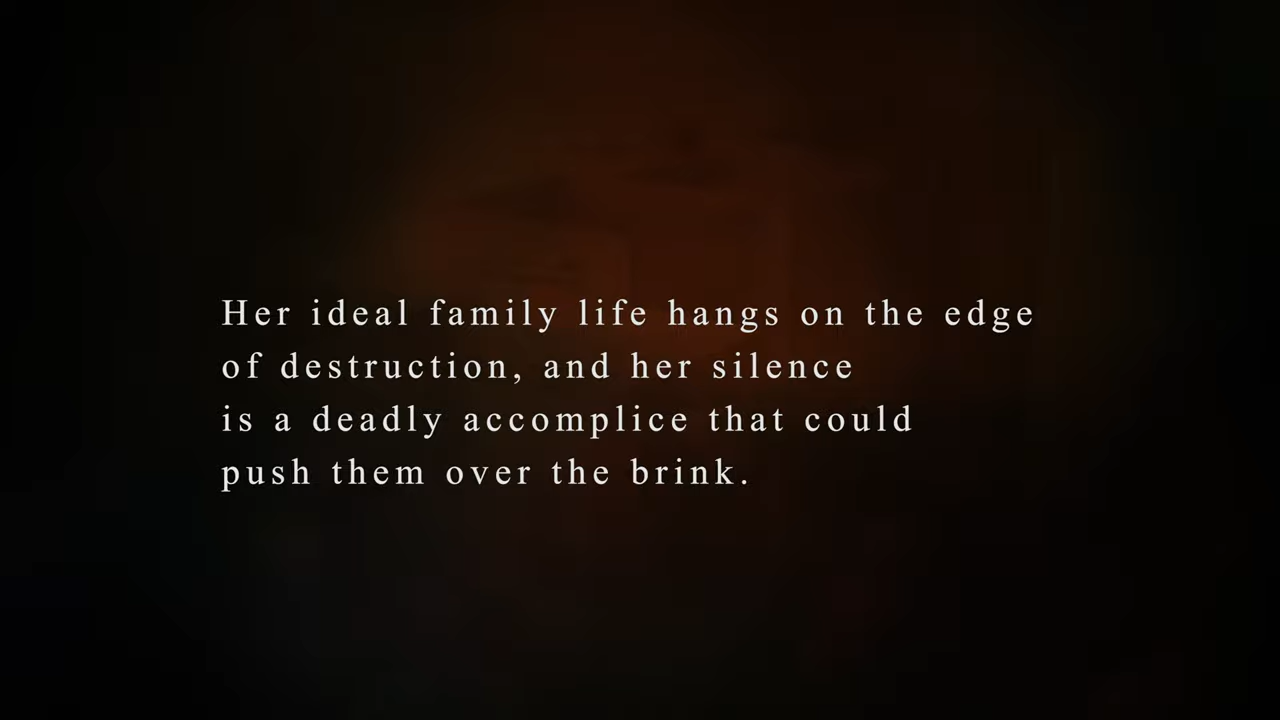 Her ideal family life hangs on the edge
of destruction, and her silence
is a deadly accomplice that could
push them over the brink.